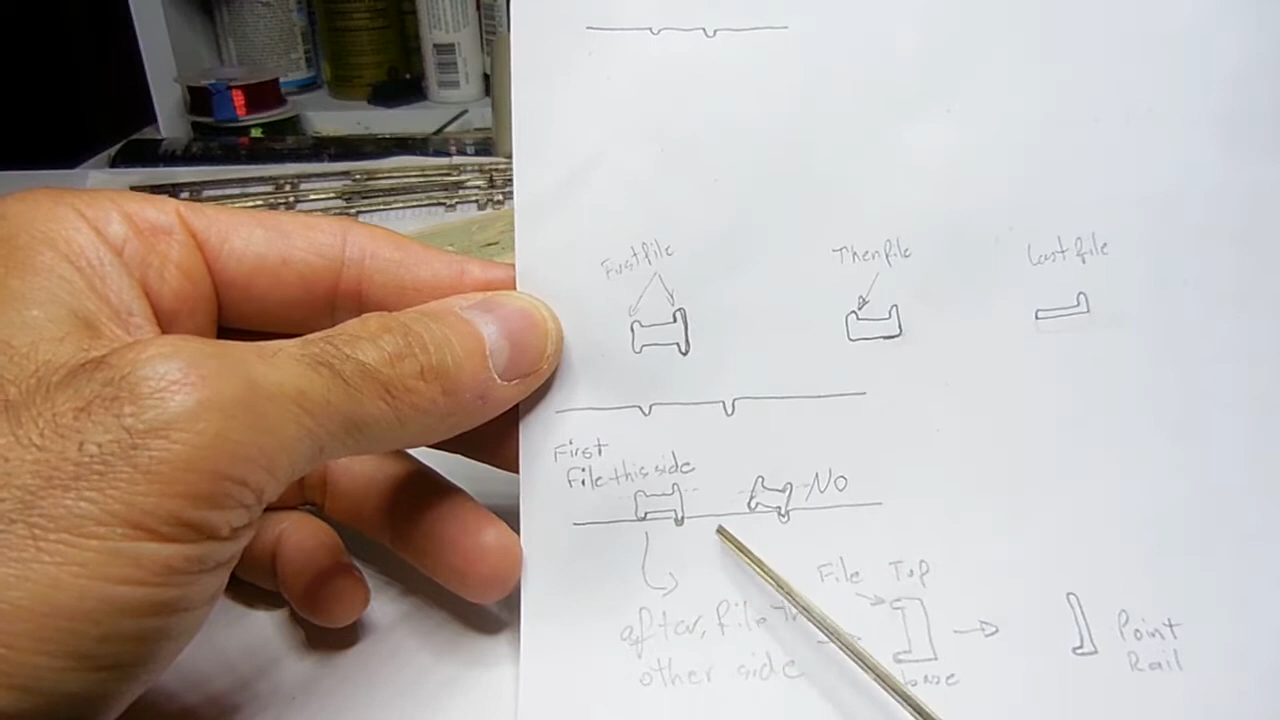 First file
Then file
Last file
First
File this side
NO
File Top
after, file th
other side
base
Point
Rail